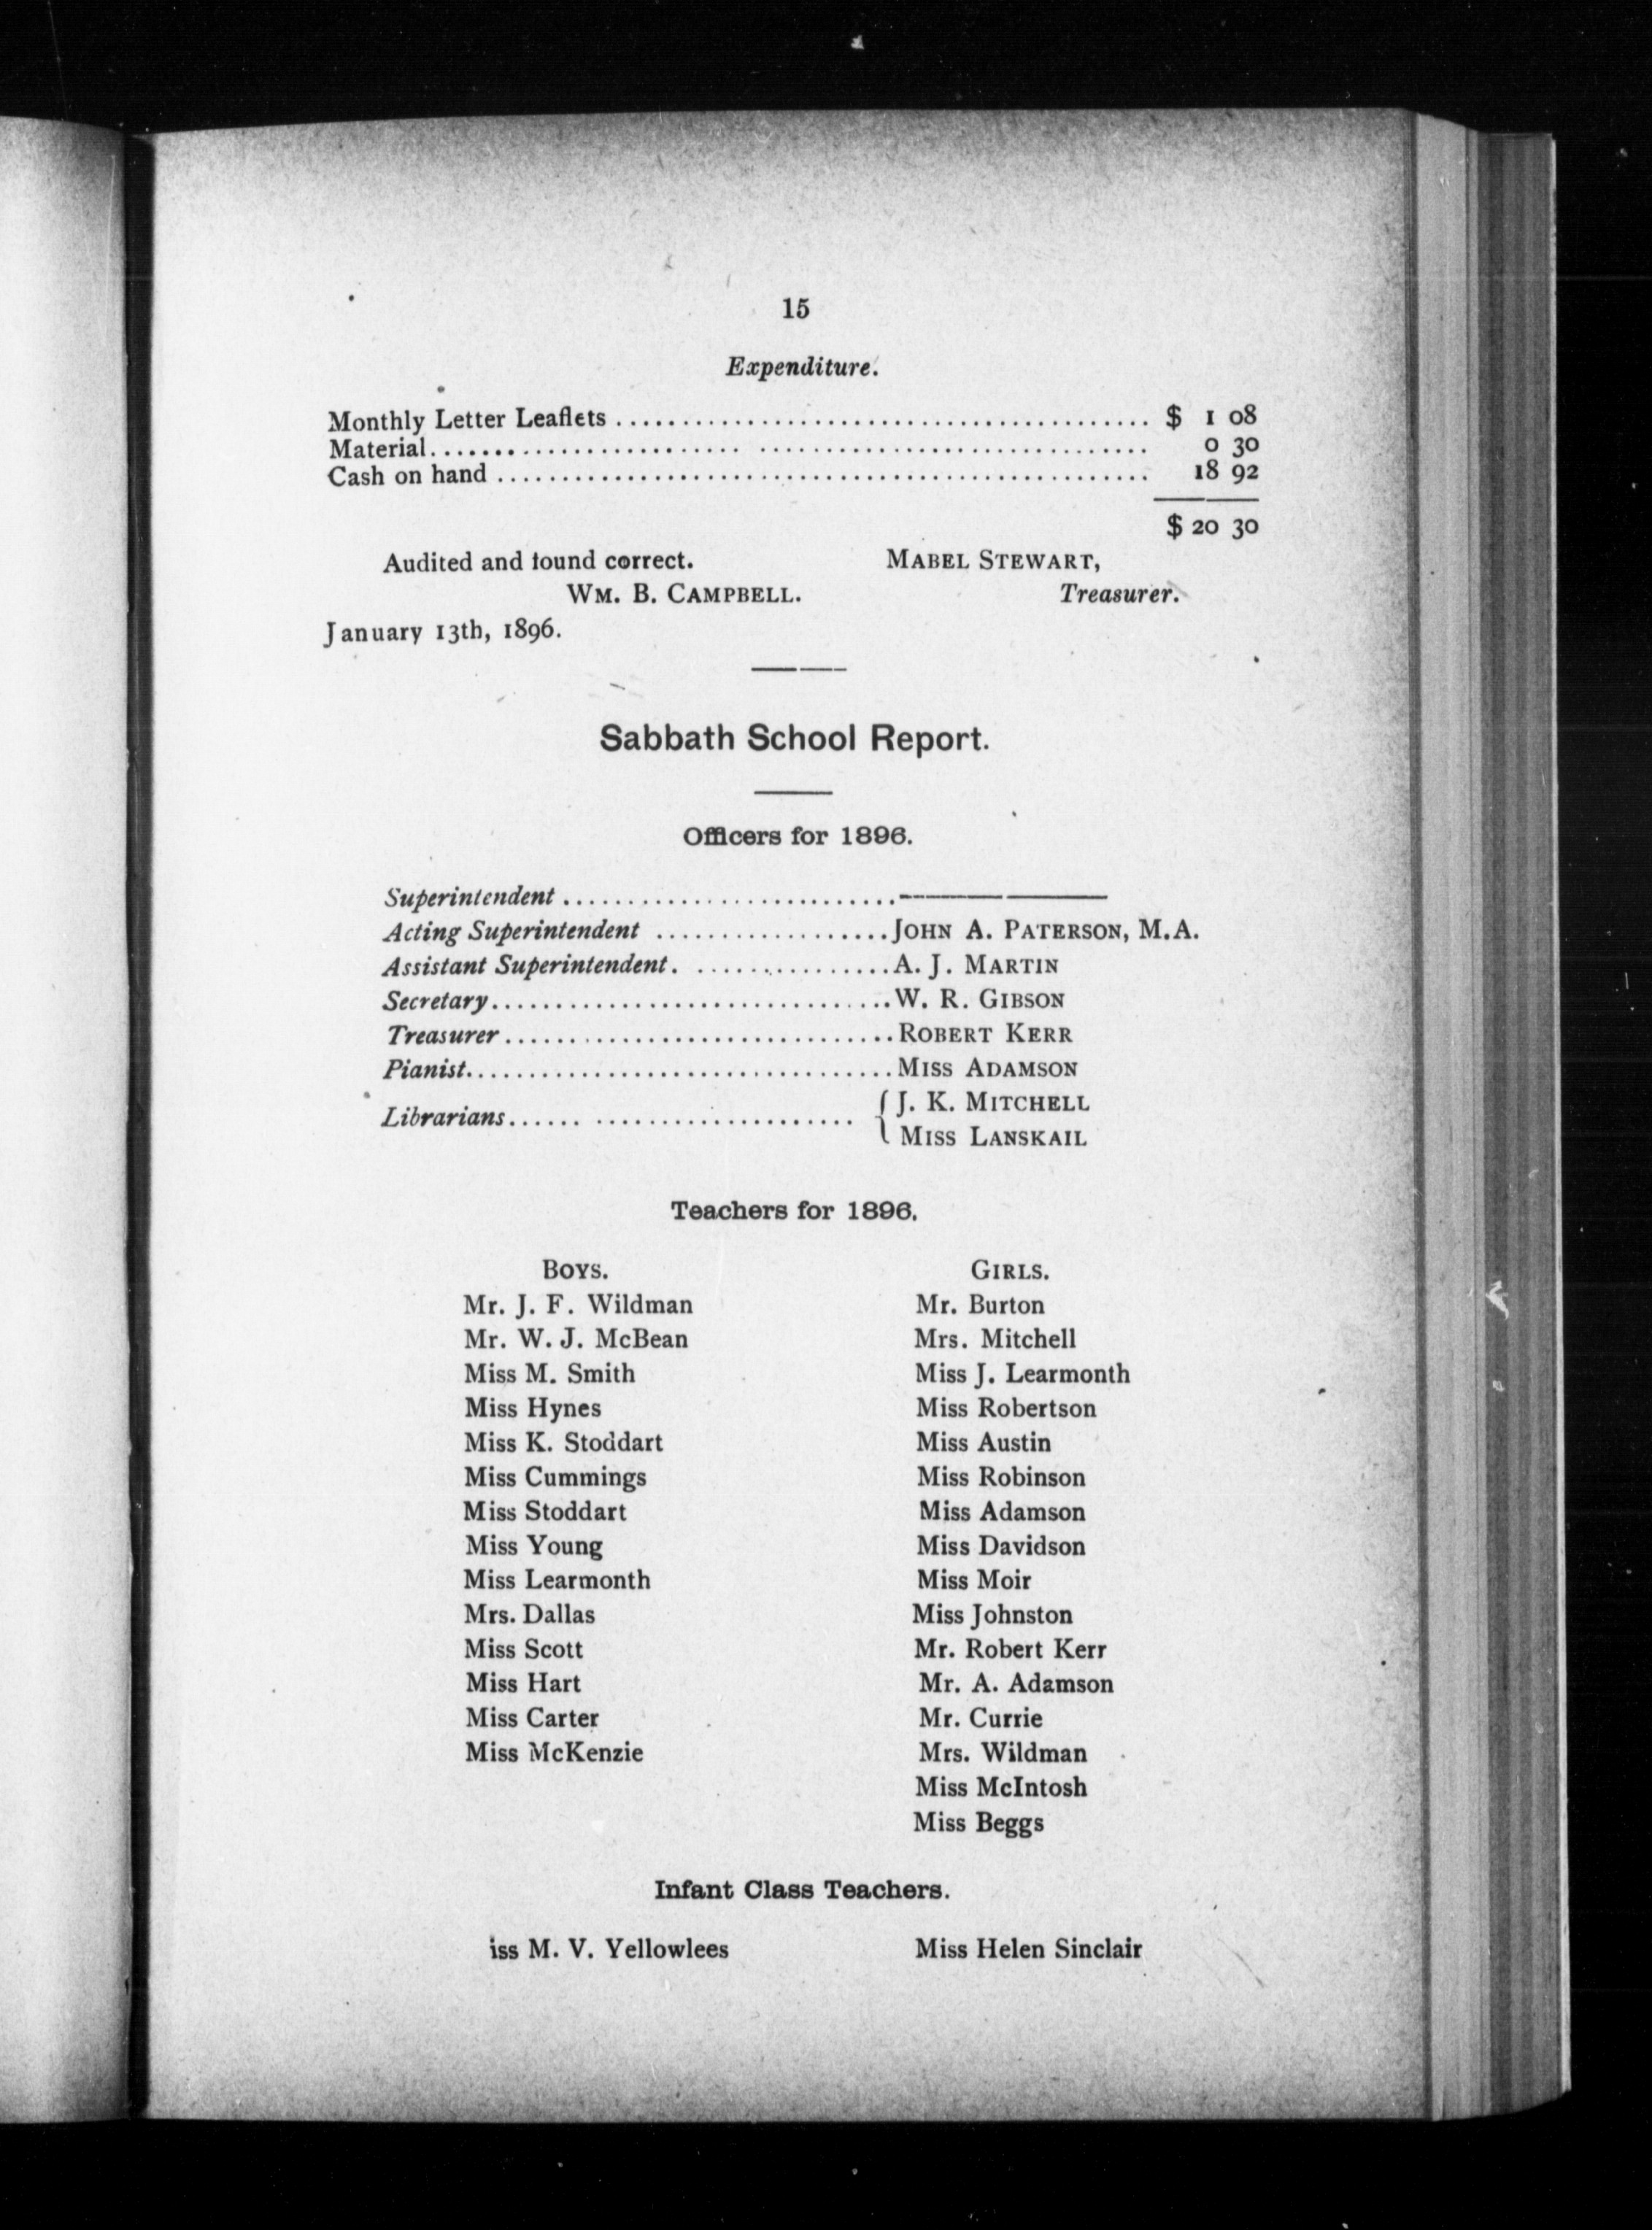 15
Expenditure.
Monthly Letter Leaflets ........................................ $ 1 08
Material...................................................... 0 30
Cash on hand .................................................. 18 92
$ 20 30
Audited and found correct. MABEL STEWART,
WM. B. CAMPBELL. Treasurer.
January 13th, 1896.
Sabbath School Report.
Officers for 1896.
Superintendent ..........................
Acting Superintendent ..................JOHN A. PATERSON, M.A.
Assistant Superintendent. ...............A. J. MARTIN
Secretary...............................W. R. GIBSON
Treasurer ..............................ROBERT KERR
Pianist.................................MISS ADAMSON
Librarians...... .................... { J. K. MITCHELL
MISS LANSKAIL
Teachers for 1896.
BOYS. GIRLS.
Mr. J. F. Wildman Mr. Burton
Mr. W. J. McBean Mrs. Mitchell
Miss M. Smith Miss J. Learmonth
Miss Hynes Miss Robertson
Miss K. Stoddart Miss Austin
Miss Cummings Miss Robinson
Miss Stoddart Miss Adamson
Miss Young Miss Davidson
Miss Learmonth Miss Moir
Mrs. Dallas Miss Johnston
Miss Scott Mr. Robert Kerr
Miss Hart Mr. A. Adamson
Miss Carter Mr. Currie
Miss McKenzie Mrs. Wildman
Miss McIntosh
Miss Beggs
Infant Class Teachers.
iss M. V. Yellowlees Miss Helen Sinclair